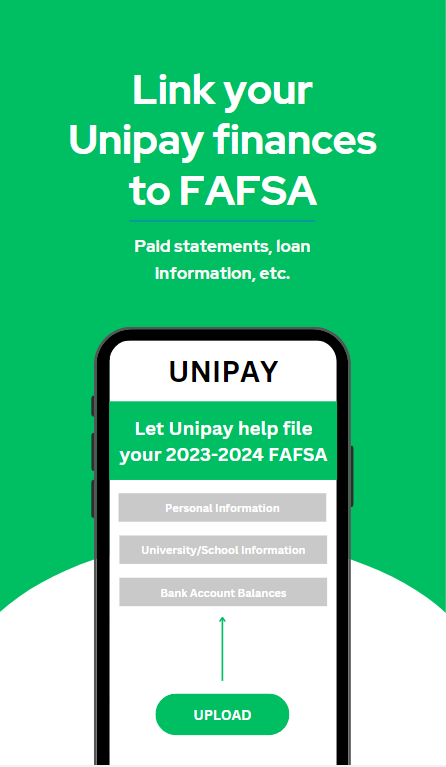 Link your
Unipay finances
to FAFSA
Paid statements, loan
information, etc.
UNIPAY
Let Unipay help file
your 2023-2024 FAFSA
Personal Information
University/School Information
Bank Account Balances
UPLOAD